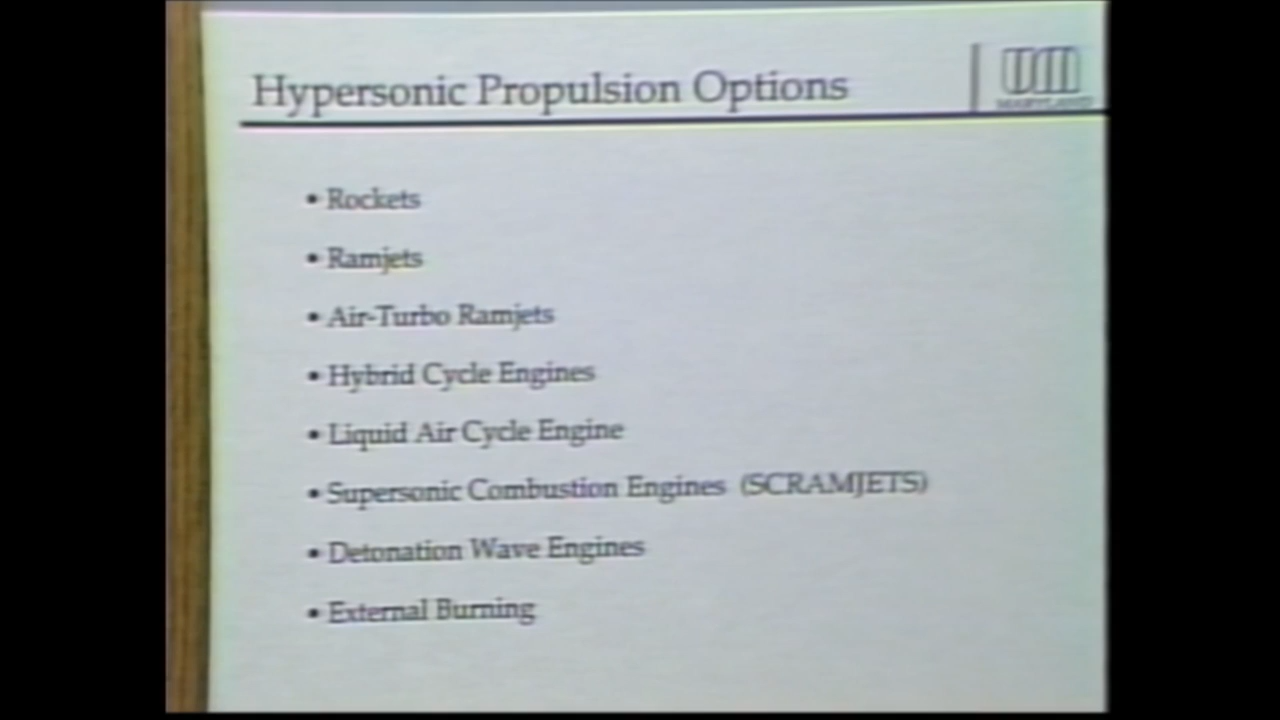 Hypersonic Propulsion Options
MARYLAND
• Rockets
• Ramjets
• Air-Turbo Ramjets
• Hybrid Cycle Engines
• Liquid Air Cycle Engine
• Supersonic Combustion Engines (SCRAMJETS)
• Detonation Wave Engines
• External Burning